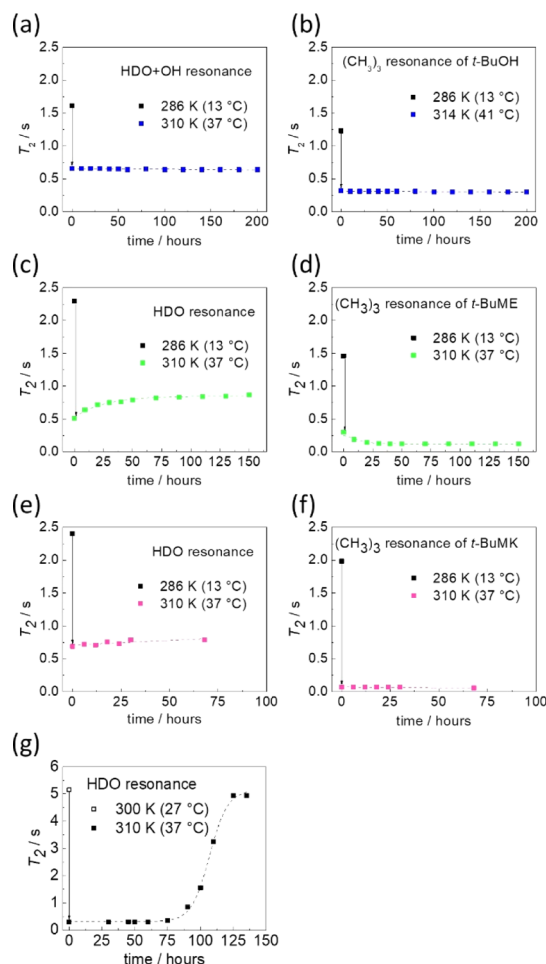 (a)
HDO+OH resonance
286 K (13 °C)
310 K (37 °C)
T₂ / s
2.5
2.0
1.5
1.0
0.5
0.0
0 50 100 150 200
time / hours
(b)
(CH₃)₃ resonance of t-BuOH
286 K (13 °C)
314 K (41 °C)
T₂ / s
2.5
2.0
1.5
1.0
0.5
0.0
0 50 100 150 200
time / hours
(c)
HDO resonance
286 K (13 °C)
310 K (37 °C)
T₂ / s
2.5
2.0
1.5
1.0
0.5
0.0
0 25 50 75 100 125 150
time / hours
(d)
(CH₃)₃ resonance of t-BuME
286 K (13 °C)
310 K (37 °C)
T₂ / s
2.5
2.0
1.5
1.0
0.5
0.0
0 25 50 75 100 125 150
time / hours
(e)
HDO resonance
286 K (13 °C)
310 K (37 °C)
T₂ / s
2.5
2.0
1.5
1.0
0.5
0.0
0 25 50 75 100
time / hours
(f)
(CH₃)₃ resonance of t-BuMK
286 K (13 °C)
310 K (37 °C)
T₂ / s
2.5
2.0
1.5
1.0
0.5
0.0
0 25 50 75 100
time / hours
(g)
HDO resonance
300 K (27 °C)
310 K (37 °C)
T₂ / s
6
5
4
3
2
1
0
0 25 50 75 100 125 150
time / hours